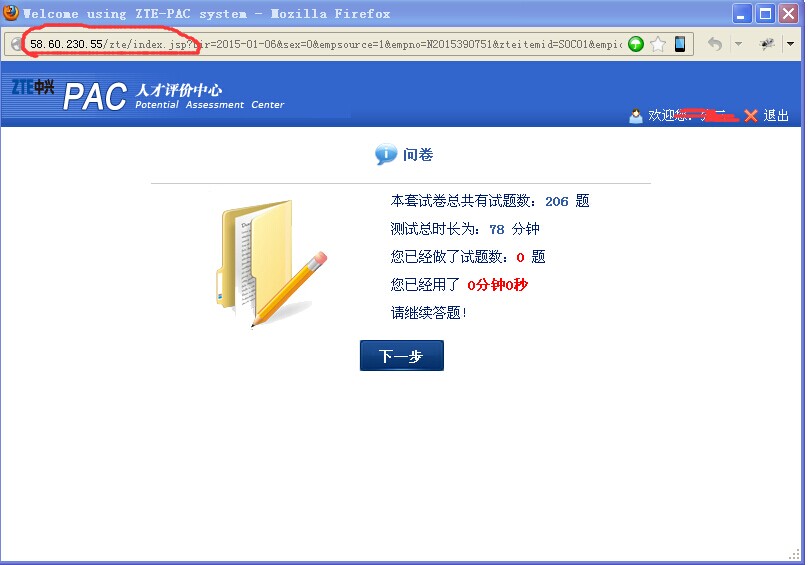 Welcome using ZTE-PAC system - Mozilla Firefox
58.60.230.55/zte/index.jsp?bir=2015-01-06&sex=0&empsource=1&empno=N2015390751&zteitemid=SOC01&empid
ZTE中兴 PAC 人才评价中心
Potential Assessment Center
欢迎您: 退出
问卷
本套试卷总共有试题数：206 题
测试总时长为：78 分钟
您已经做了试题数：0 题
您已经用了 0分钟0秒
请继续答题!
下一步